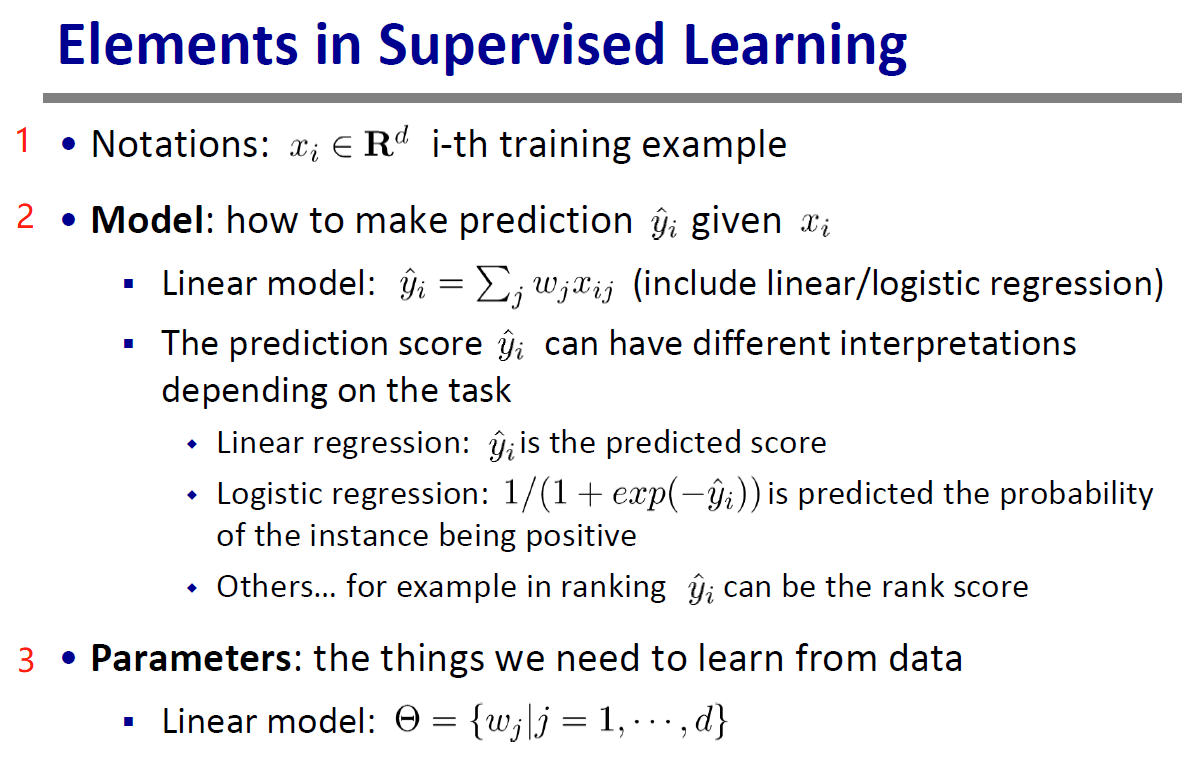 Elements in Supervised Learning
1 • Notations: $x_i \in \mathbf{R}^d$ i-th training example
2 • Model: how to make prediction $\hat{y}_i$ given $x_i$
▪ Linear model: $\hat{y}_i = \sum_j w_j x_{ij}$ (include linear/logistic regression)
▪ The prediction score $\hat{y}_i$ can have different interpretations
depending on the task
◆ Linear regression: $\hat{y}_i$ is the predicted score
◆ Logistic regression: $1/(1 + exp(-\hat{y}_i))$ is predicted the probability
of the instance being positive
◆ Others… for example in ranking $\hat{y}_i$ can be the rank score
3 • Parameters: the things we need to learn from data
▪ Linear model: $\Theta = \{w_j | j = 1, \cdots, d\}$